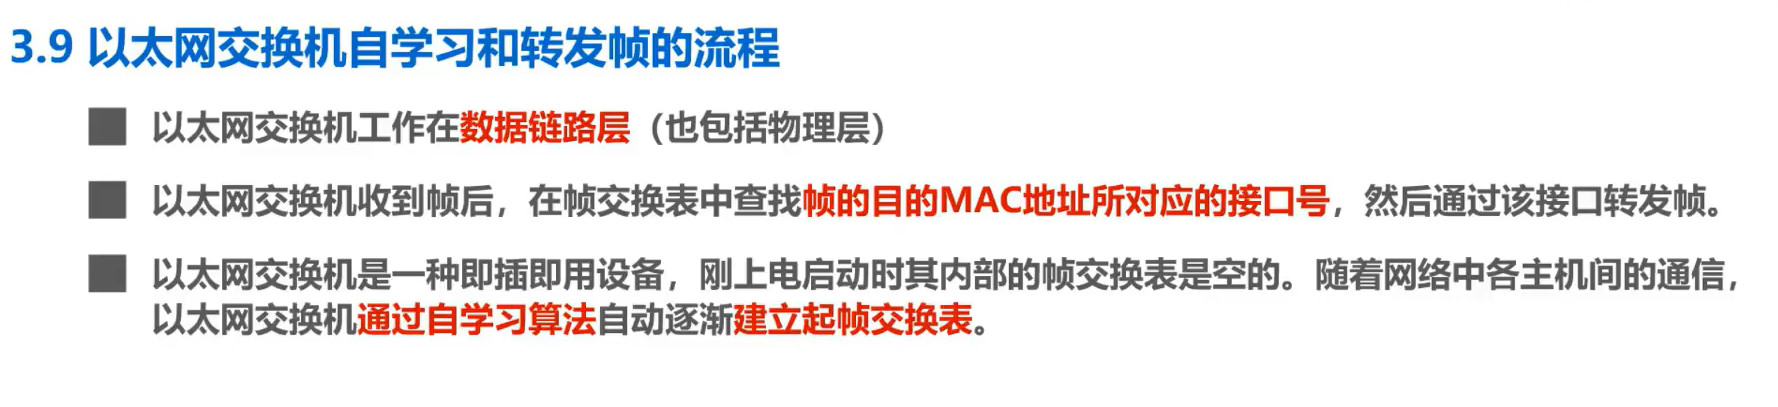 3.9 以太网交换机自学习和转发帧的流程
以太网交换机工作在数据链路层（也包括物理层）
以太网交换机收到帧后，在帧交换表中查找帧的目的MAC地址所对应的接口号，然后通过该接口转发帧。
以太网交换机是一种即插即用设备，刚上电启动时其内部的帧交换表是空的。随着网络中各主机间的通信，
以太网交换机通过自学习算法自动逐渐建立起帧交换表。